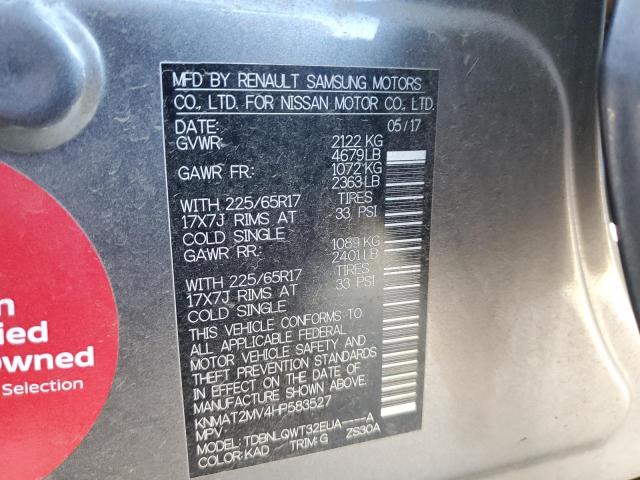 MFD BY RENAULT SAMSUNG MOTORS
CO., LTD. FOR NISSAN MOTOR CO., LTD.
DATE: 05/17
GVWR: 2122 KG
4679 LB
GAWR FR: 1072 KG
2363 LB
WITH 225/65R17 TIRES
17X7J RIMS AT 33 PSI
COLD SINGLE
GAWR RR: 1089 KG
2401 LB
WITH 225/65R17 TIRES
17X7J RIMS AT 33 PSI
COLD SINGLE
THIS VEHICLE CONFORMS TO
ALL APPLICABLE FEDERAL
MOTOR VEHICLE SAFETY AND
THEFT PREVENTION STANDARDS
IN EFFECT ON THE DATE OF
MANUFACTURE SHOWN ABOVE.
KNMAT2MV4HP583527
MPV
MODEL: TDBNLQWT32EUA----A
COLOR: KAD TRIM: G ZS30A
n
ied
Owned
Selection